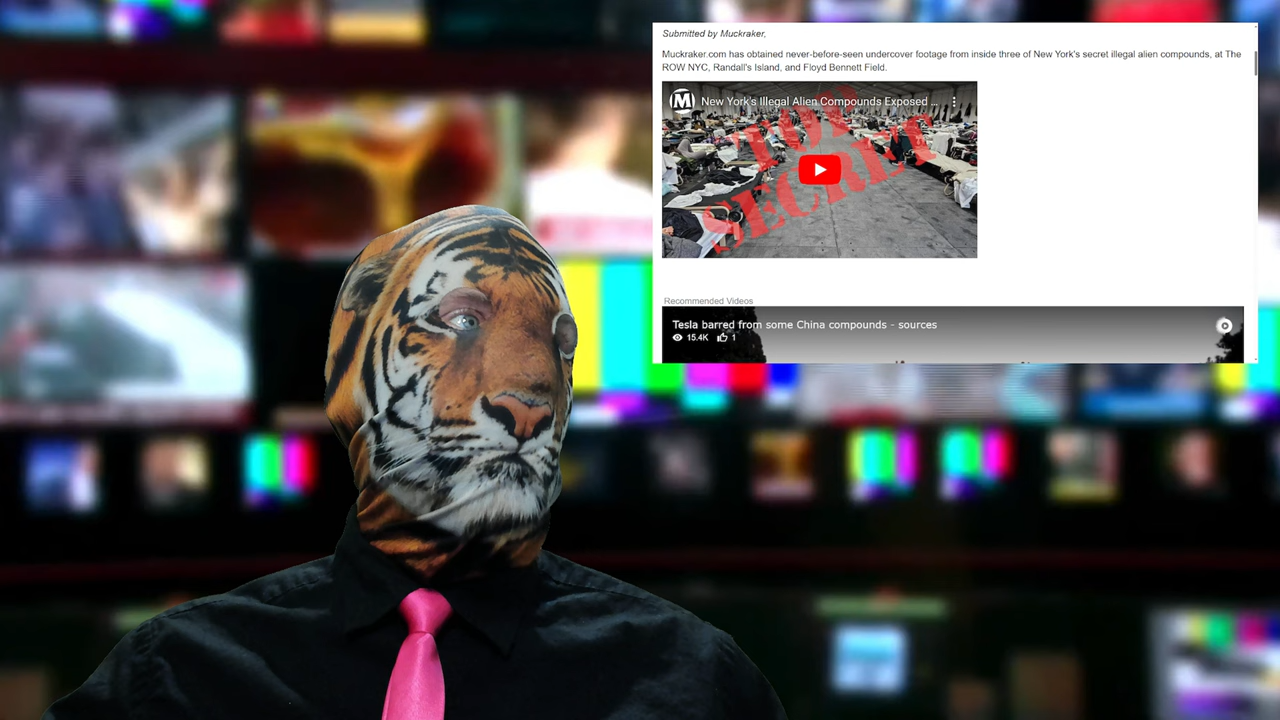 Submitted by Muckraker,
Muckraker.com has obtained never-before-seen undercover footage from inside three of New York's secret illegal alien compounds, at The
ROW NYC, Randall's Island, and Floyd Bennett Field.
M New York's Illegal Alien Compounds Exposed ...
TOP
SECRET
Recommended Videos
Tesla barred from some China compounds - sources
15.4K 1